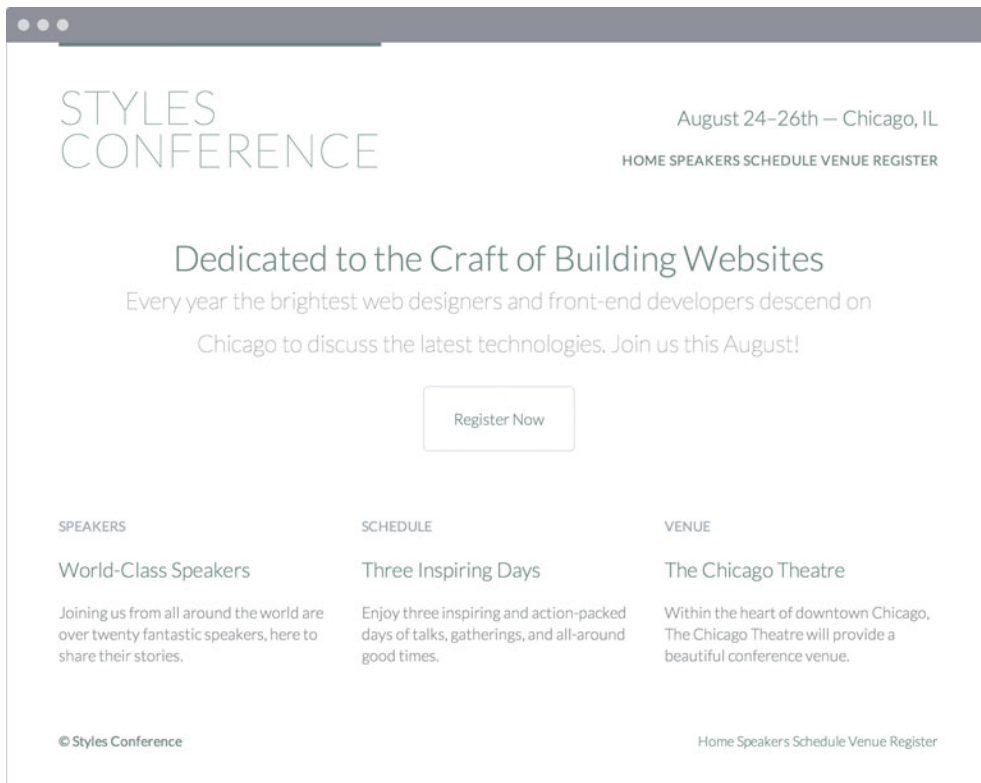 STYLES
CONFERENCE
August 24–26th — Chicago, IL
HOME SPEAKERS SCHEDULE VENUE REGISTER
Dedicated to the Craft of Building Websites
Every year the brightest web designers and front-end developers descend on
Chicago to discuss the latest technologies. Join us this August!
Register Now
SPEAKERS
World-Class Speakers
Joining us from all around the world are
over twenty fantastic speakers, here to
share their stories.
SCHEDULE
Three Inspiring Days
Enjoy three inspiring and action-packed
days of talks, gatherings, and all-around
good times.
VENUE
The Chicago Theatre
Within the heart of downtown Chicago,
The Chicago Theatre will provide a
beautiful conference venue.
© Styles Conference
Home Speakers Schedule Venue Register